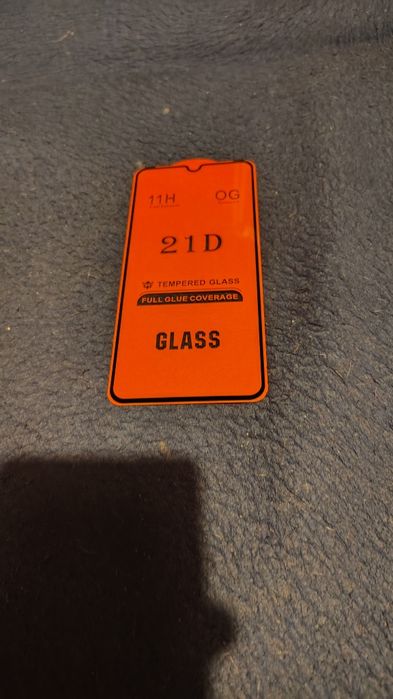 11H OG
21D
TEMPERED GLASS
FULL GLUE COVERAGE
GLASS